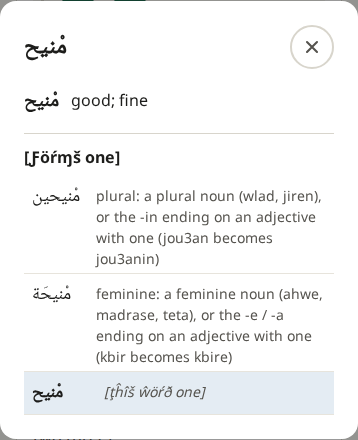 مْنيح
مْنيح good; fine
[Ƒöŕɱš one]
مْنيحين plural: a plural noun (wlad, jiren),
or the -in ending on an adjective
with one (jou3an becomes
jou3anin)
مْنيحَة feminine: a feminine noun (ahwe,
madrase, teta), or the -e / -a
ending on an adjective with one
(kbir becomes kbire)
مْنيح [ţĥîš ŵöŕð one]